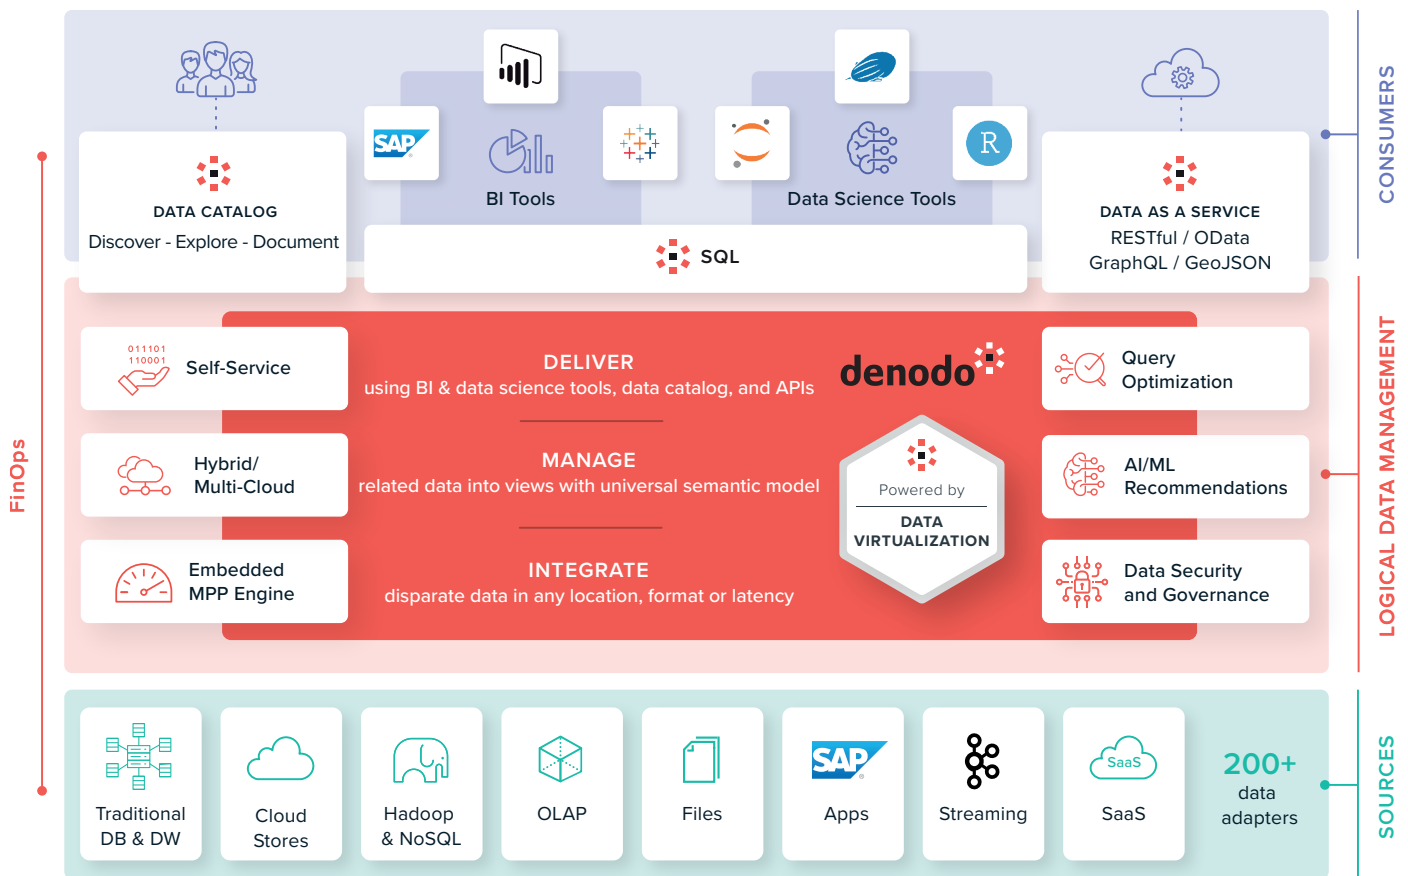 CONSUMERS
SAP
BI Tools
R
Data Science Tools
DATA CATALOG
Discover - Explore - Document
SQL
DATA AS A SERVICE
RESTful / OData
GraphQL / GeoJSON
FinOps
LOGICAL DATA MANAGEMENT
011101
110001
Self-Service
Hybrid/
Multi-Cloud
Embedded
MPP Engine
DELIVER
using BI & data science tools, data catalog, and APIs
MANAGE
related data into views with universal semantic model
INTEGRATE
disparate data in any location, format or latency
denodo
Powered by
DATA
VIRTUALIZATION
Query
Optimization
AI/ML
Recommendations
Data Security
and Governance
SOURCES
Traditional
DB & DW
Cloud
Stores
Hadoop
& NoSQL
OLAP
Files
SAP
Apps
Streaming
SaaS
SaaS
200+
data
adapters